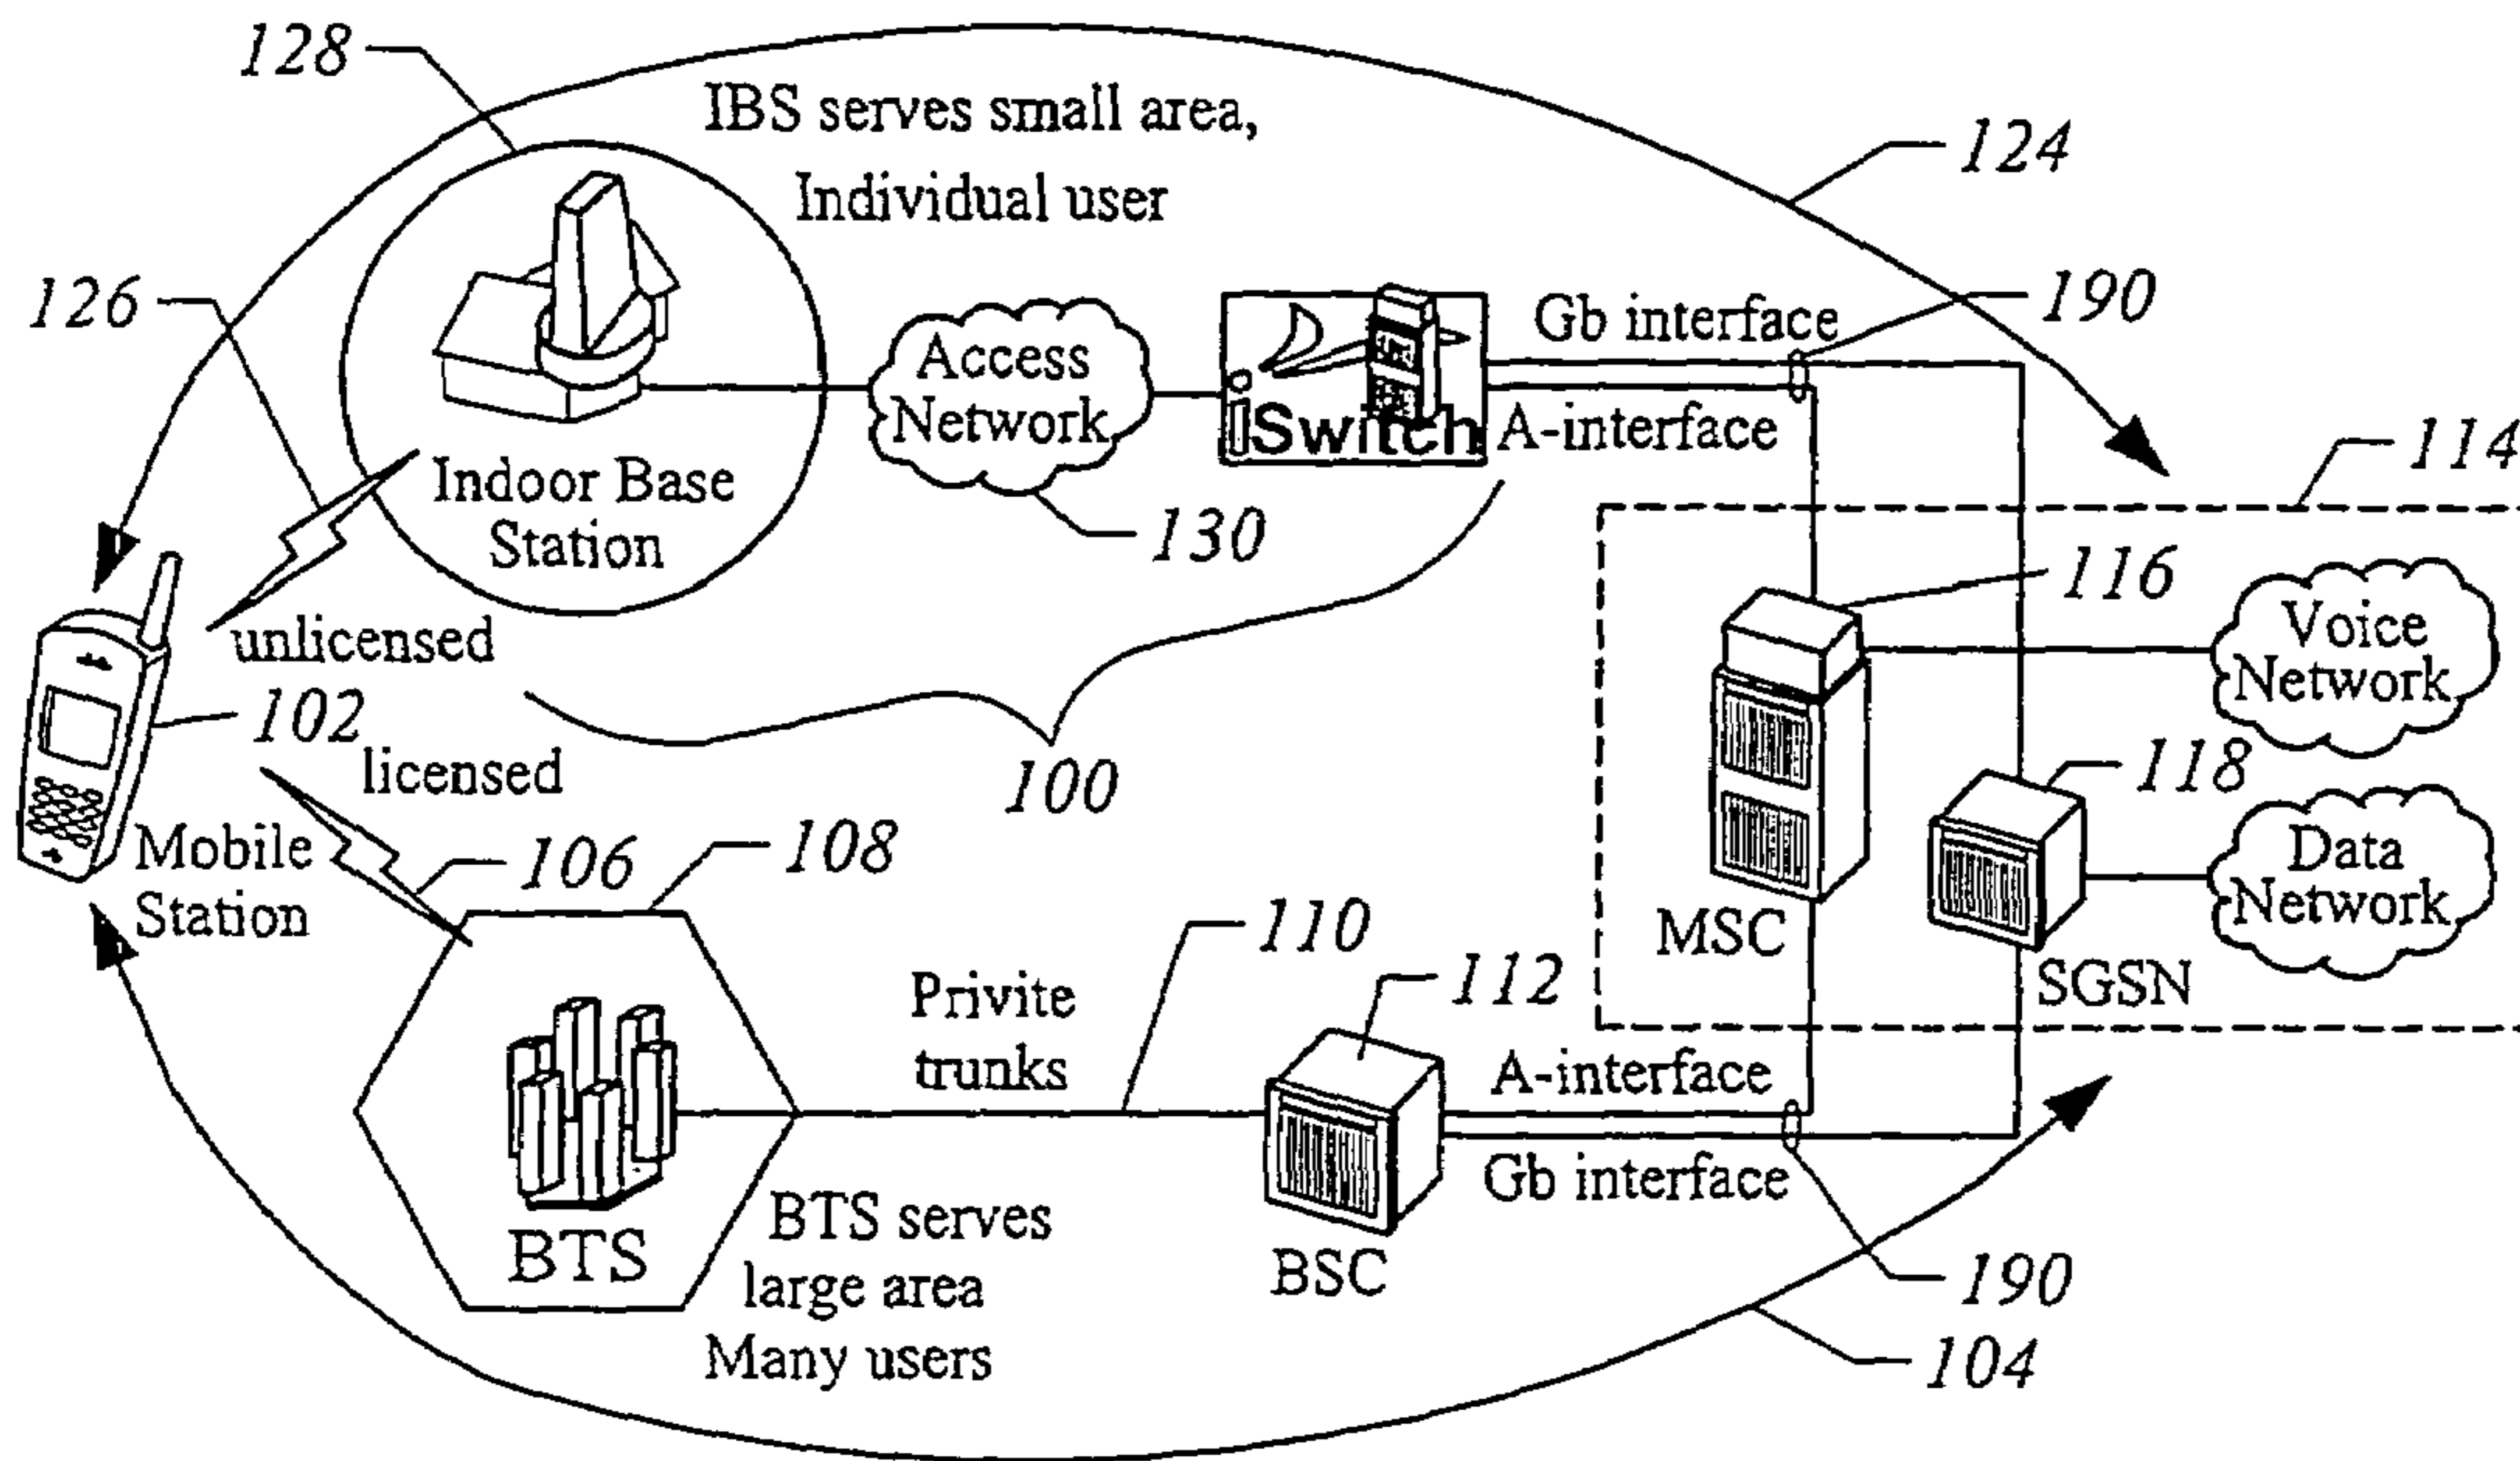 128
IBS serves small area,
Individual user
124
126
190
Gb interface
Access
Network
Switch
A-interface
114
Indoor Base
Station
130
116
unlicensed
Voice
Network
102
licensed
100
118
Mobile
Station
106
108
Data
Network
MSC
110
112
SGSN
Privite
trunks
A-interface
Gb interface
BTS
BTS serves
large area
Many users
BSC
190
104